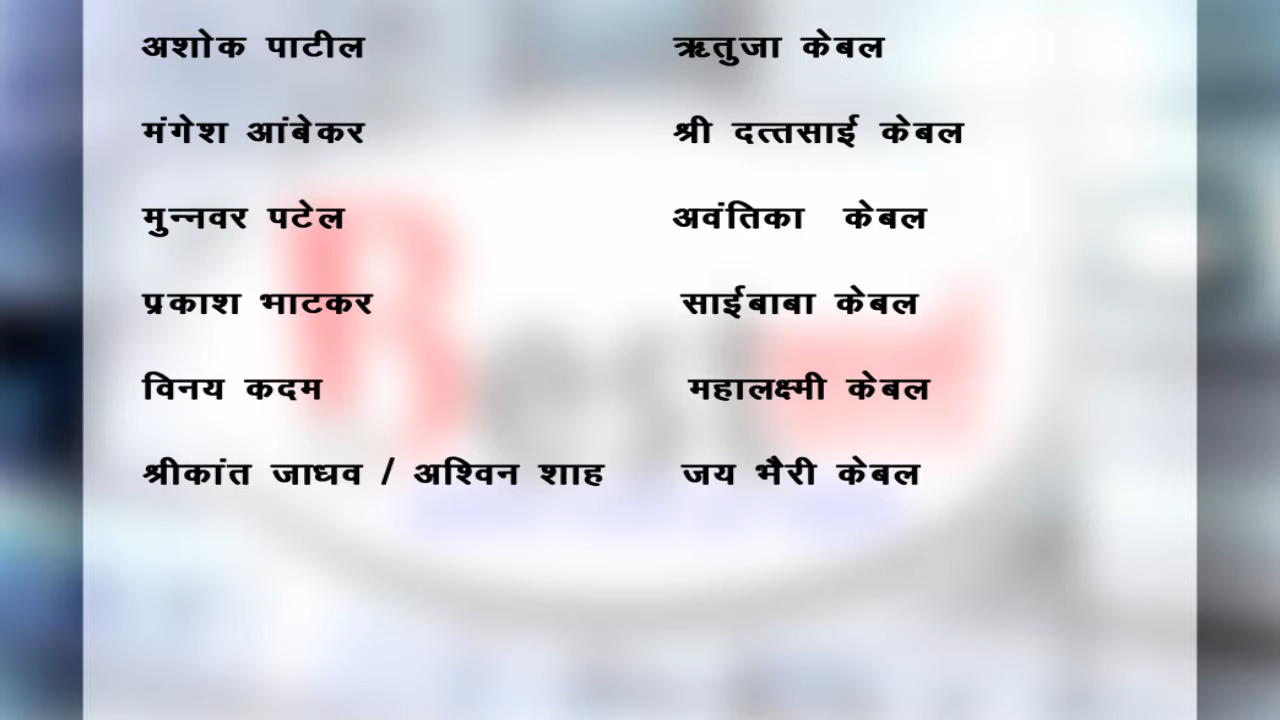 अशोक पाटील ऋतुजा केबल
मंगेश आंबेकर श्री दत्तसाई केबल
मुन्नवर पटेल अवंतिका केबल
प्रकाश भाटकर साईबाबा केबल
विनय कदम महालक्ष्मी केबल
श्रीकांत जाधव / अश्विन शाह जय भैरी केबल
Best